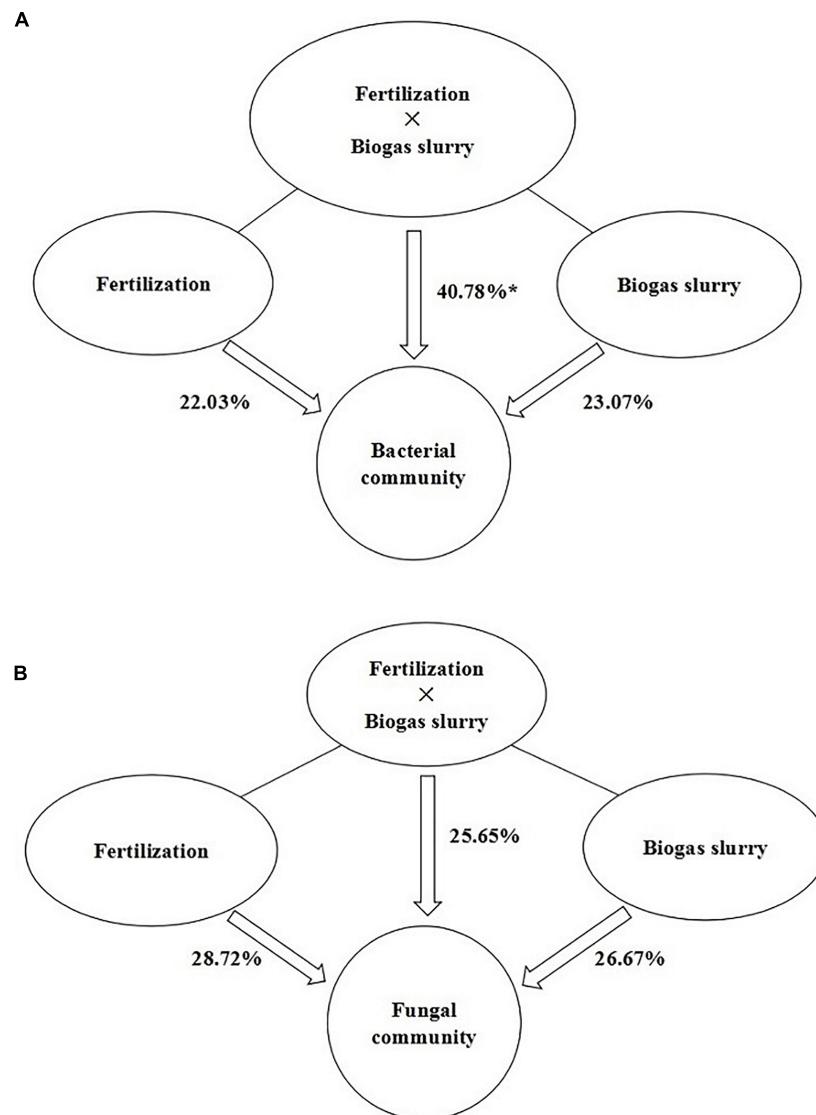 A
Fertilization
×
Biogas slurry
Fertilization
Biogas slurry
40.78%*
22.03%
23.07%
Bacterial
community
B
Fertilization
×
Biogas slurry
Fertilization
Biogas slurry
25.65%
28.72%
26.67%
Fungal
community